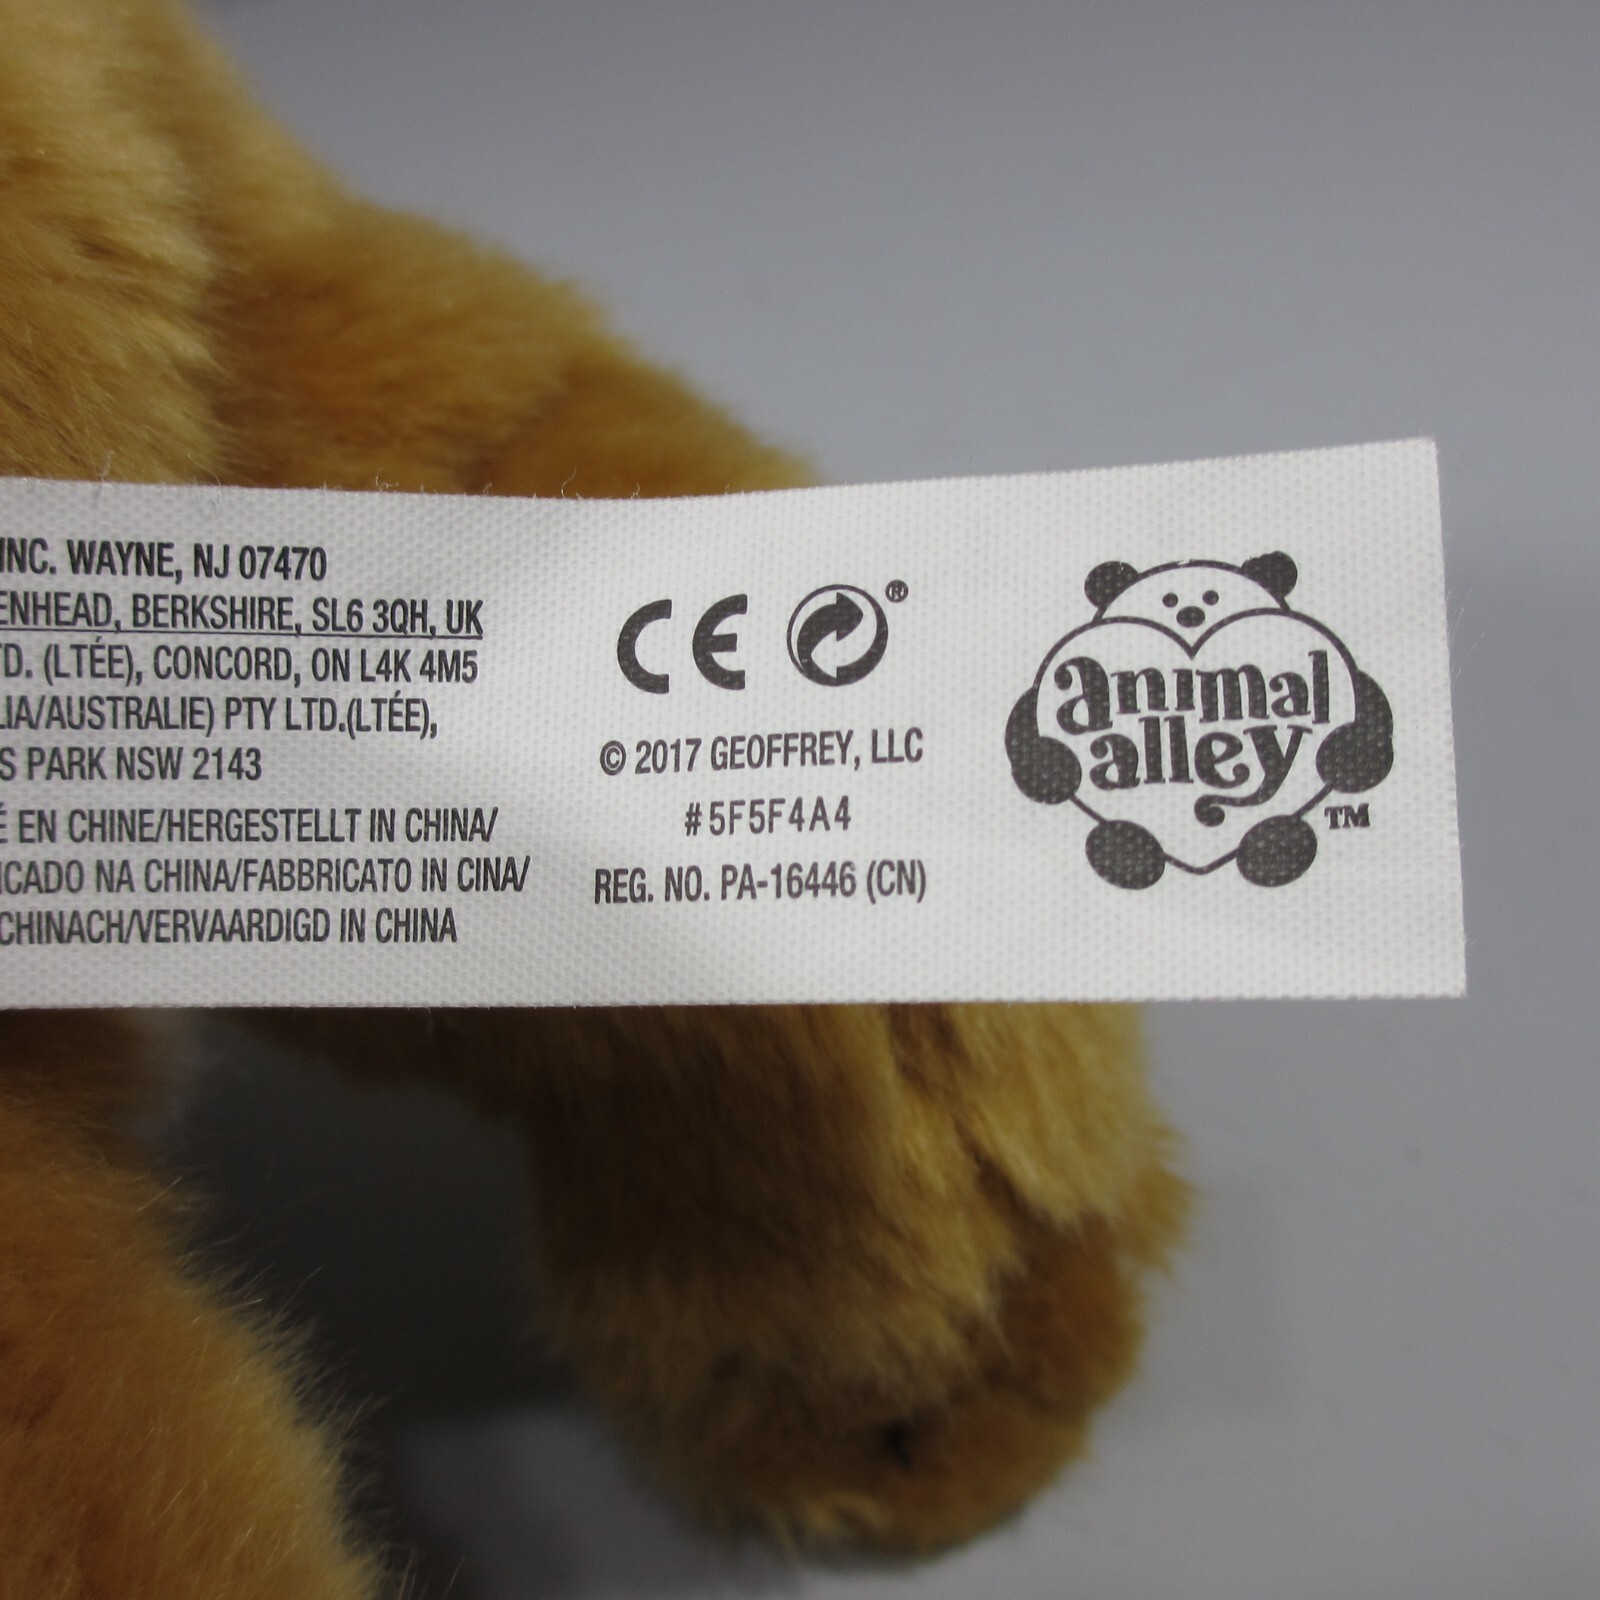 INC. WAYNE, NJ 07470
ENHEAD, BERKSHIRE, SL6 3QH, UK
TD. (LTÉE), CONCORD, ON L4K 4M5
LIA/AUSTRALIE) PTY LTD.(LTÉE),
S PARK NSW 2143
É EN CHINE/HERGESTELLT IN CHINA/
ICADO NA CHINA/FABBRICATO IN CINA/
CHINACH/VERVAARDIGD IN CHINA
CE ®
© 2017 GEOFFREY, LLC
#5F5F4A4
REG. NO. PA-16446 (CN)
animal
alley
TM